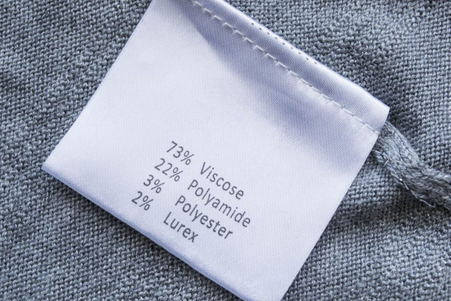 73% Viscose
22% Polyamide
3% Polyester
2% Lurex